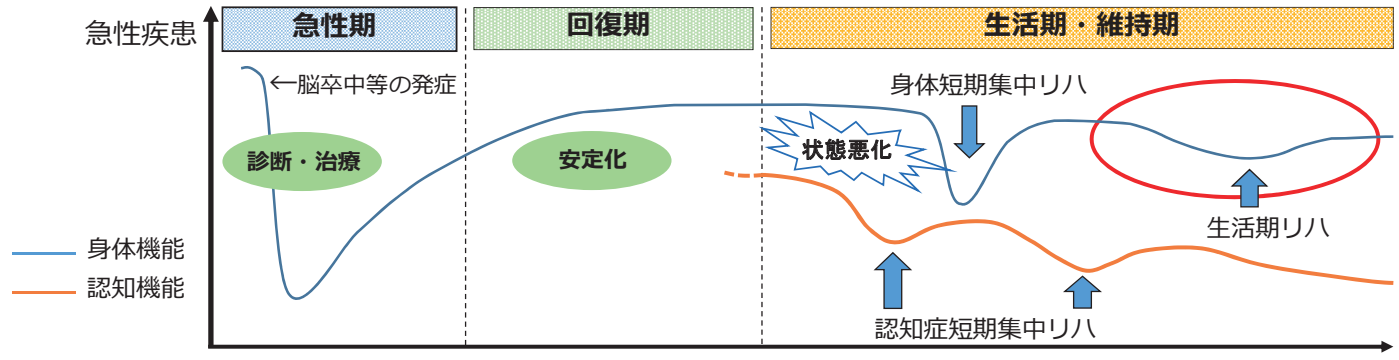 急性疾患
急性期
回復期
生活期・維持期
←脳卒中等の発症
身体短期集中リハ
診断・治療
安定化
状態悪化
生活期リハ
身体機能
認知機能
認知症短期集中リハ